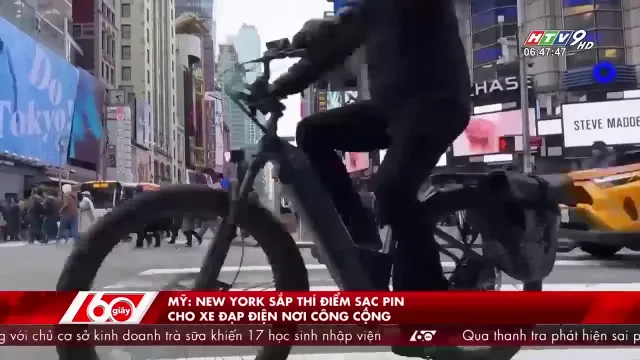 HTV9 HD
06:47:47
Do
Tokyo!
CHASE
STEVE MADDE
60 giây
MỸ: NEW YORK SẮP THÍ ĐIỂM SẠC PIN
CHO XE ĐẠP ĐIỆN NƠI CÔNG CỘNG
g với chủ cơ sở kinh doanh trà sữa khiến 17 học sinh nhập viện
60
Qua thanh tra phát hiện sai p